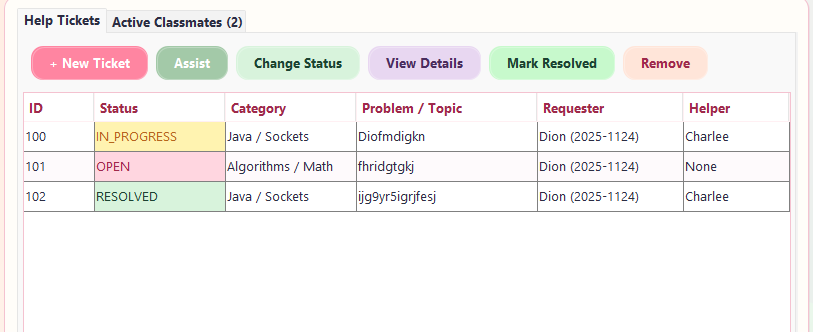 Help Tickets Active Classmates (2)
+ New Ticket Assist Change Status View Details Mark Resolved Remove
ID Status Category Problem / Topic Requester Helper
100 IN_PROGRESS Java / Sockets Diofmdigkn Dion (2025-1124) Charlee
101 OPEN Algorithms / Math fhridgtgkj Dion (2025-1124) None
102 RESOLVED Java / Sockets ijg9yr5igrjfesj Dion (2025-1124) Charlee